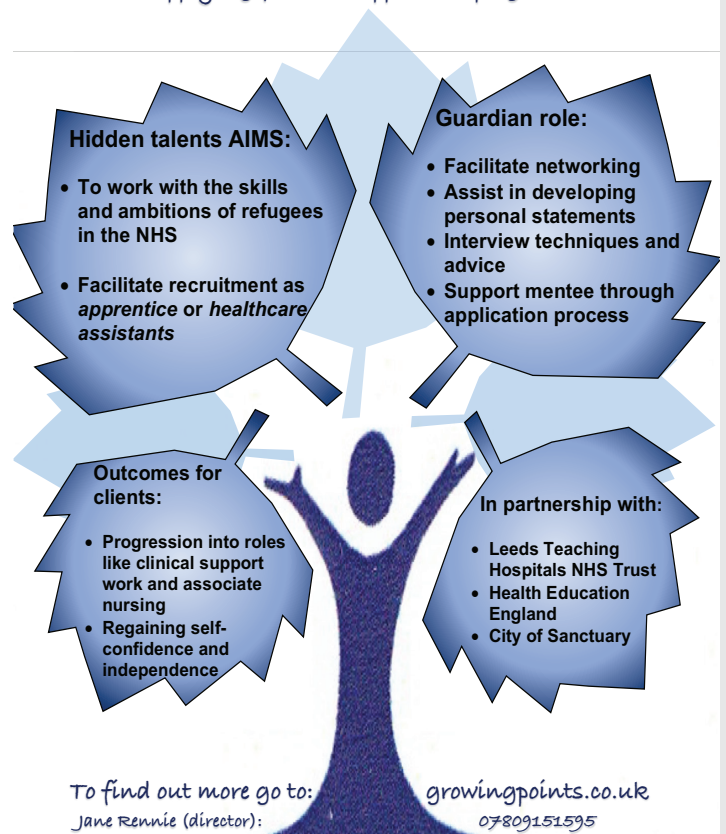 Hidden talents AIMS:
• To work with the skills
and ambitions of refugees
in the NHS
• Facilitate recruitment as
apprentice or healthcare
assistants
Guardian role:
• Facilitate networking
• Assist in developing
personal statements
• Interview techniques and
advice
• Support mentee through
application process
Outcomes for
clients:
• Progression into roles
like clinical support
work and associate
nursing
• Regaining self-
confidence and
independence
In partnership with:
• Leeds Teaching
Hospitals NHS Trust
• Health Education
England
• City of Sanctuary
To find out more go to: growingpoints.co.uk
Jane Rennie (director): 07809151595